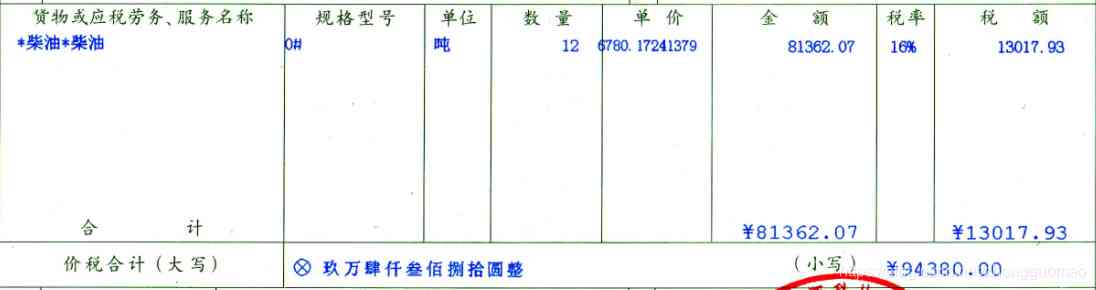 货物或应税劳务、服务名称 规格型号 单位 数量 单价 金额 税率 税额
*柴油*柴油 0# 吨 12 6780.17241379 81362.07 16% 13017.93
合计 ¥81362.07 ¥13017.93
价税合计(大写) ⊗ 玖万肆仟叁佰捌拾圆整 (小写) ¥94380.00